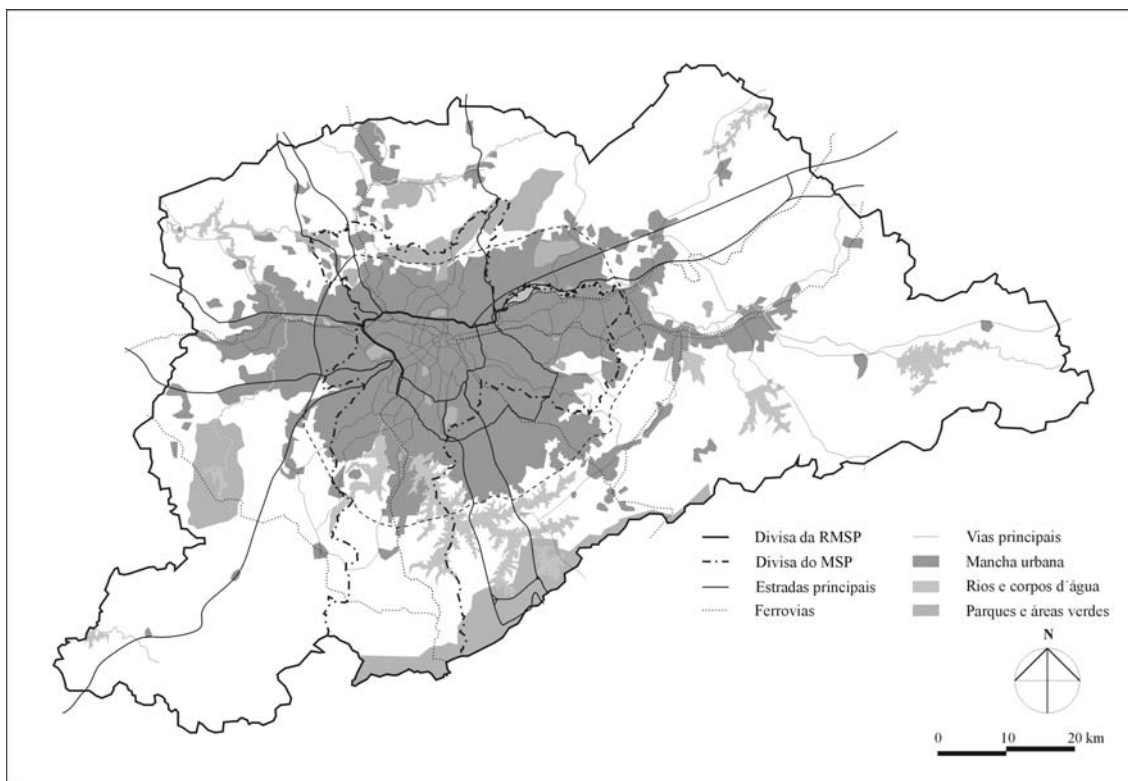 Divisa da RMSP
Divisa do MSP
Estradas principais
Ferrovias
Vias principais
Mancha urbana
Rios e corpos d´água
Parques e áreas verdes
N
0 10 20 km